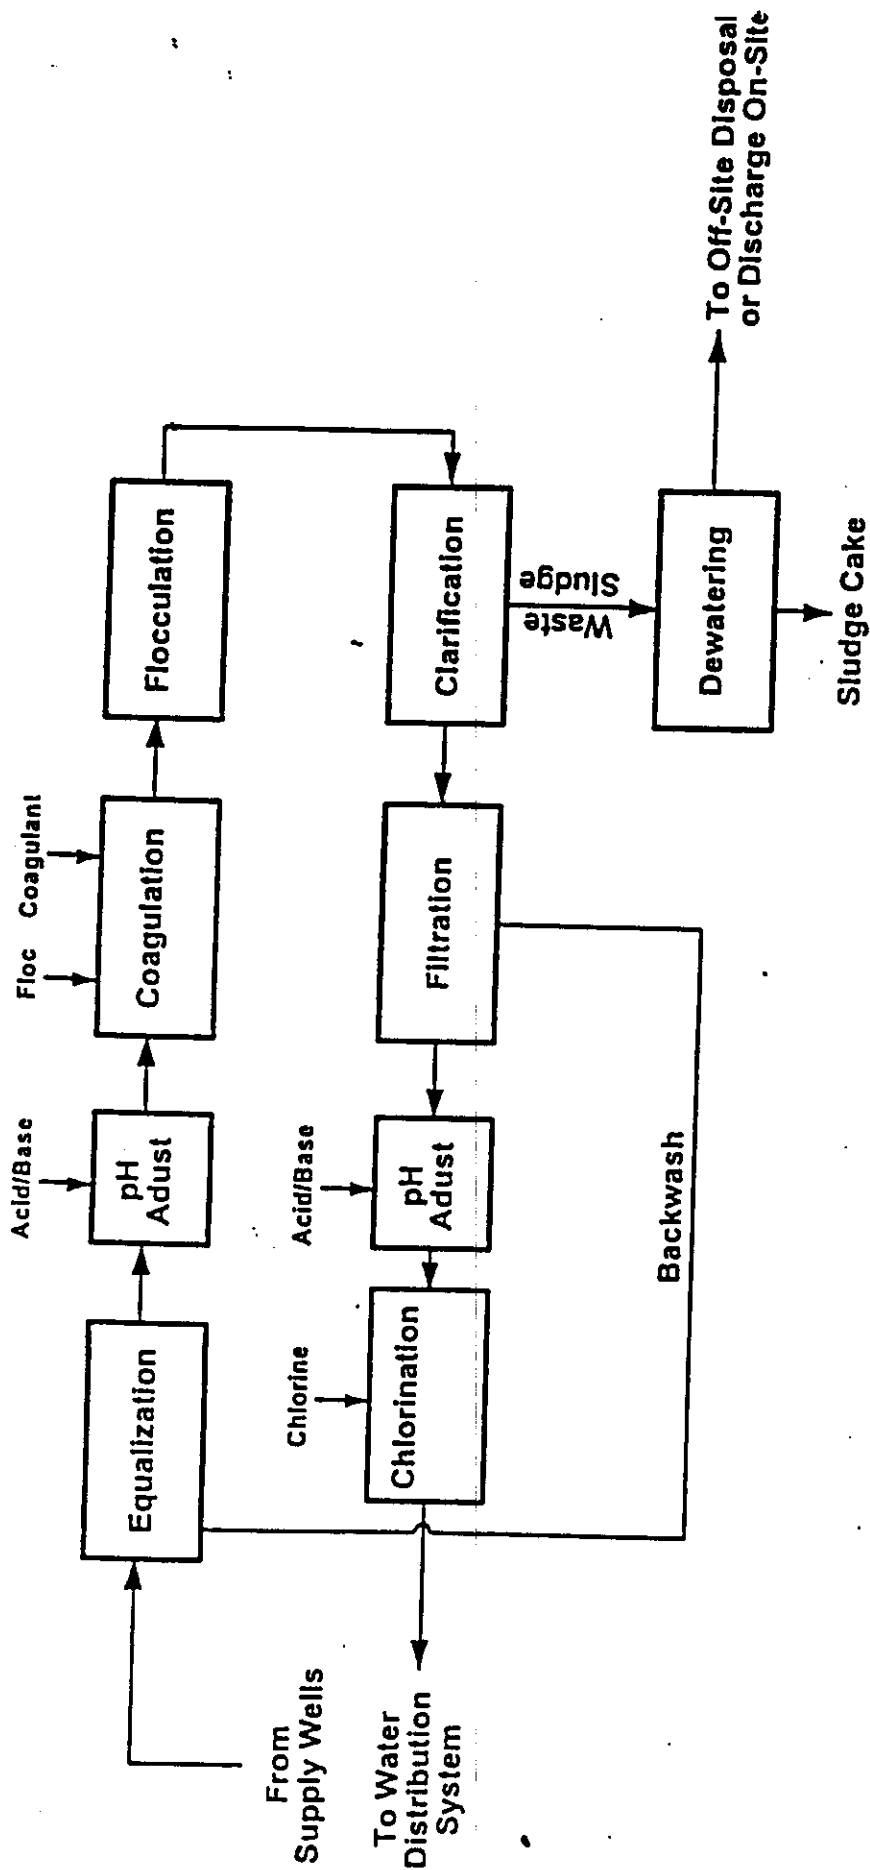 Acid/Base
Floc
Coagulant
Equalization
pH
Adust
Coagulation
Flocculation
From
Supply Wells
Chlorine
Acid/Base
To Water
Distribution
System
Chlorination
pH
Adust
Filtration
Clarification
Waste
Sludge
Backwash
Dewatering
To Off-Site Disposal
or Discharge On-Site
Sludge Cake